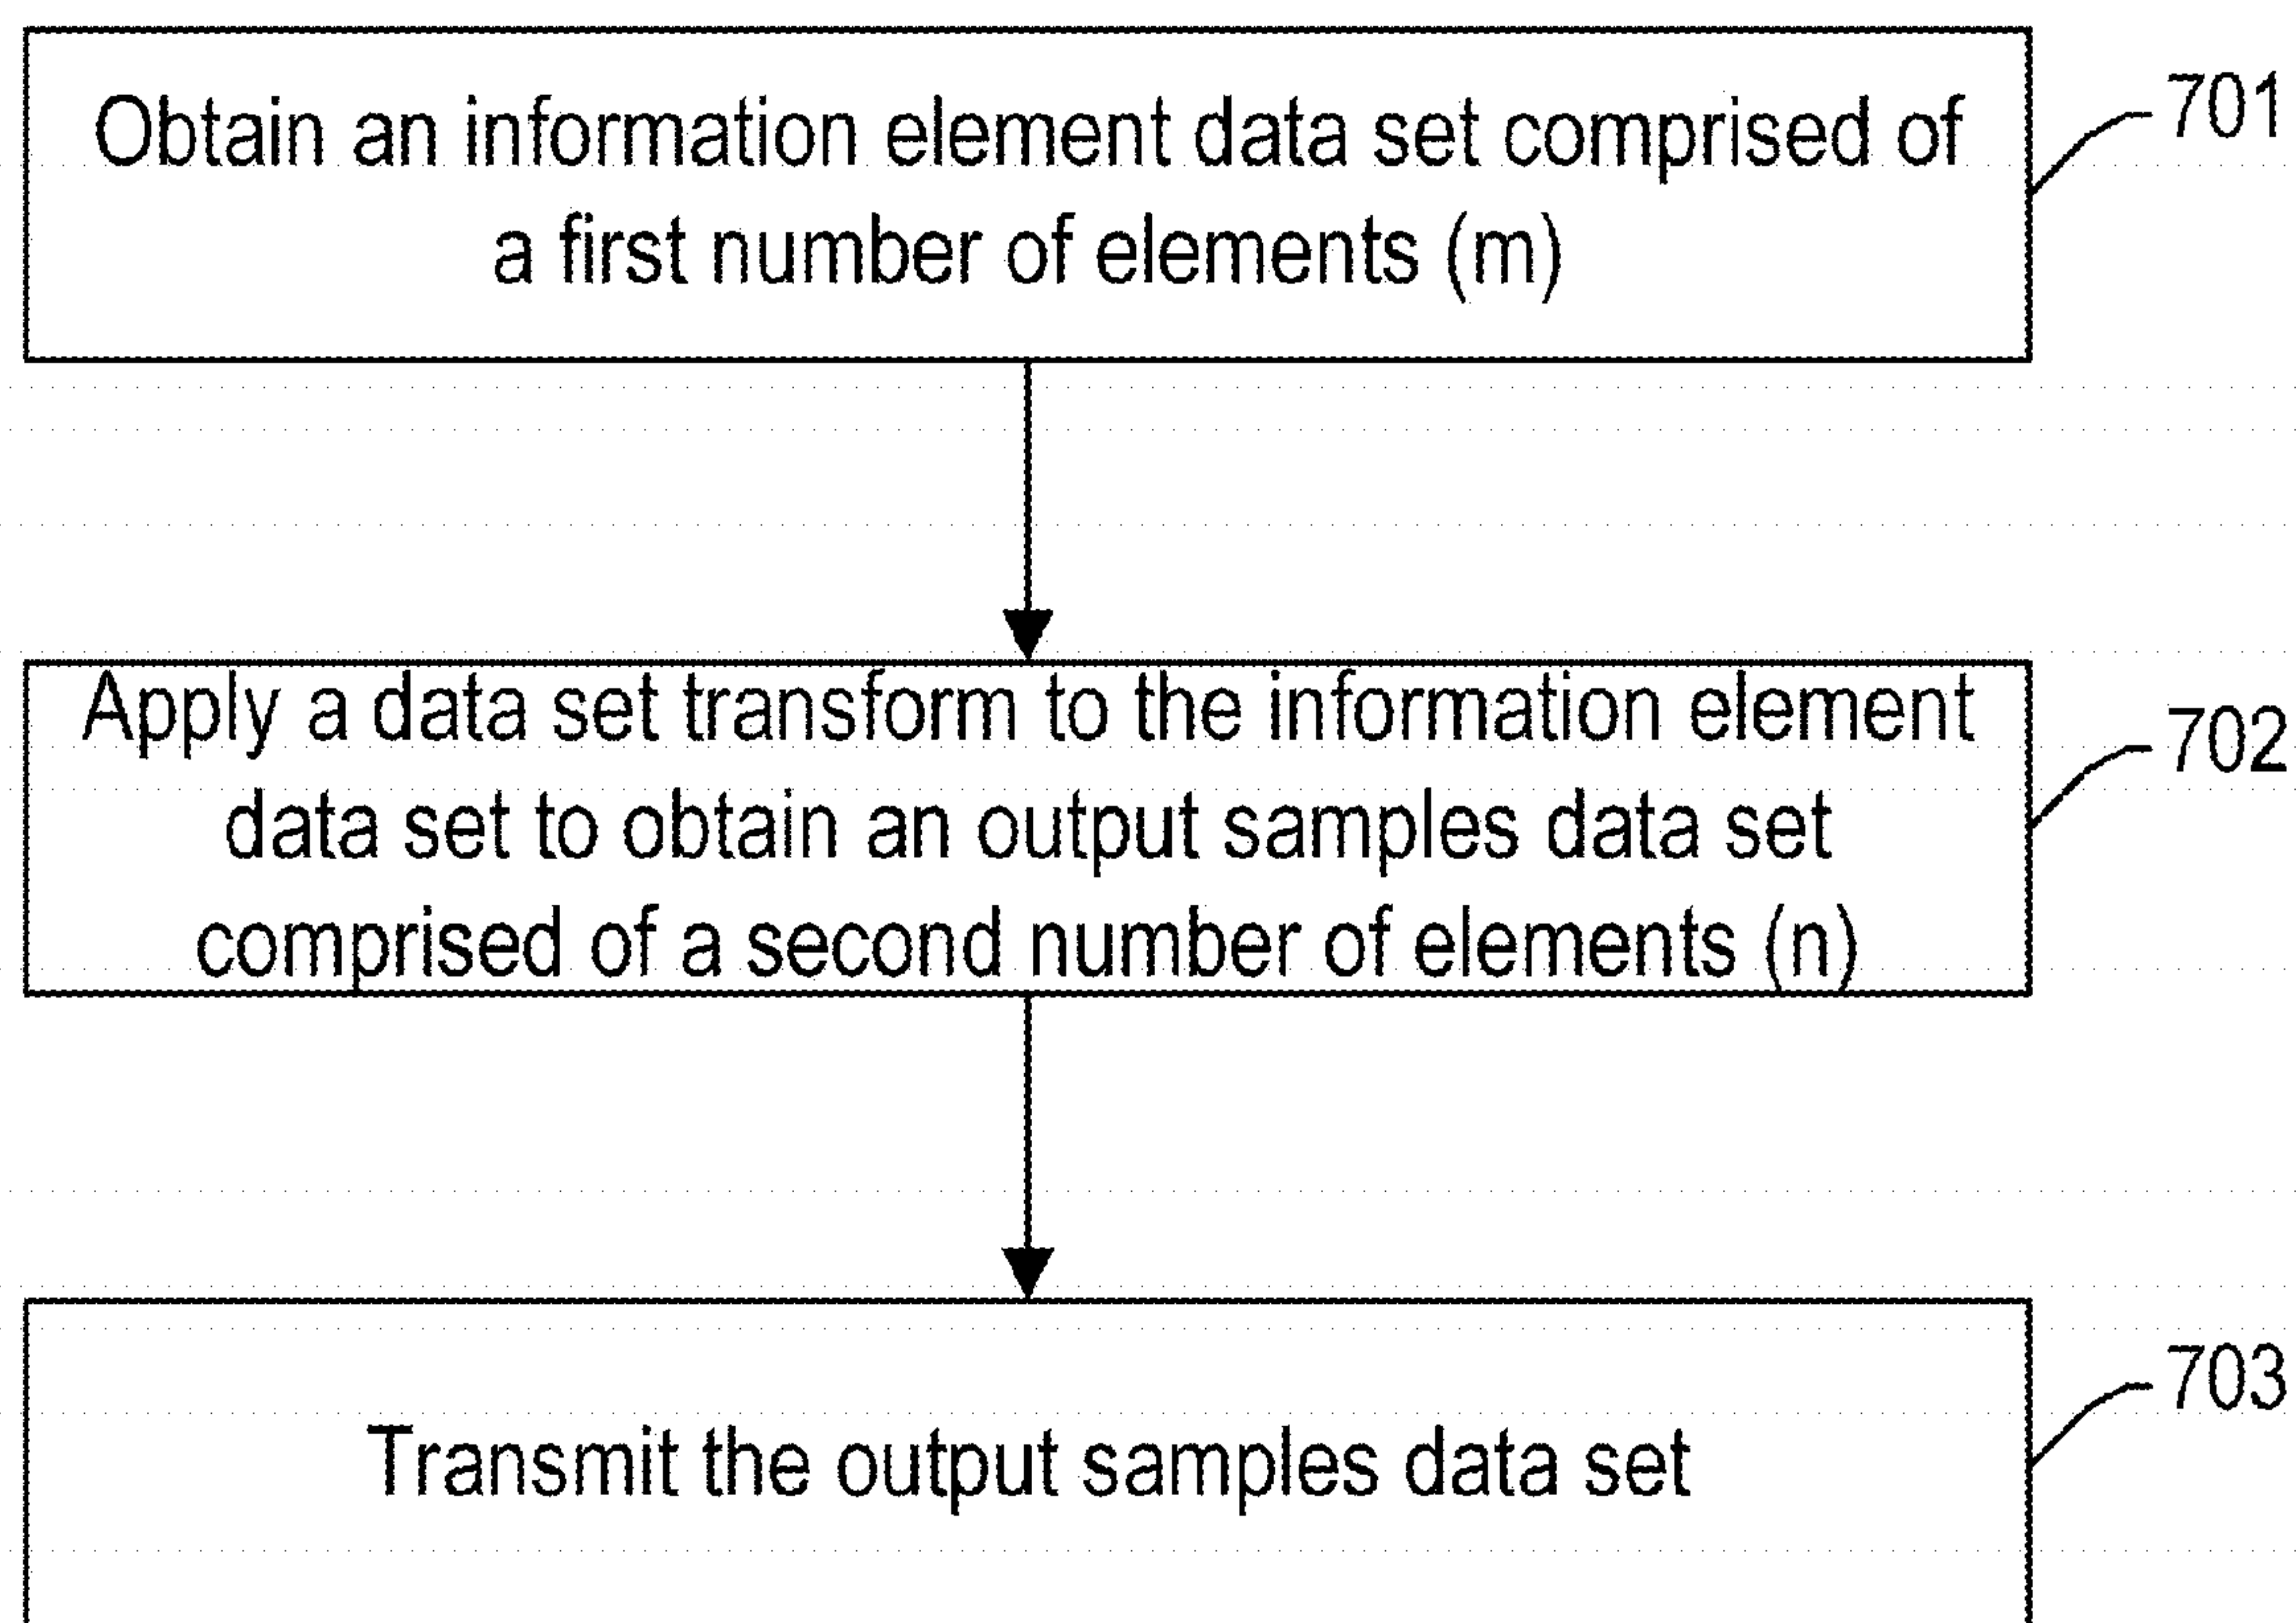 Obtain an information element data set comprised of
a first number of elements (m)
701
Apply a data set transform to the information element
data set to obtain an output samples data set
comprised of a second number of elements (n)
702
Transmit the output samples data set
703